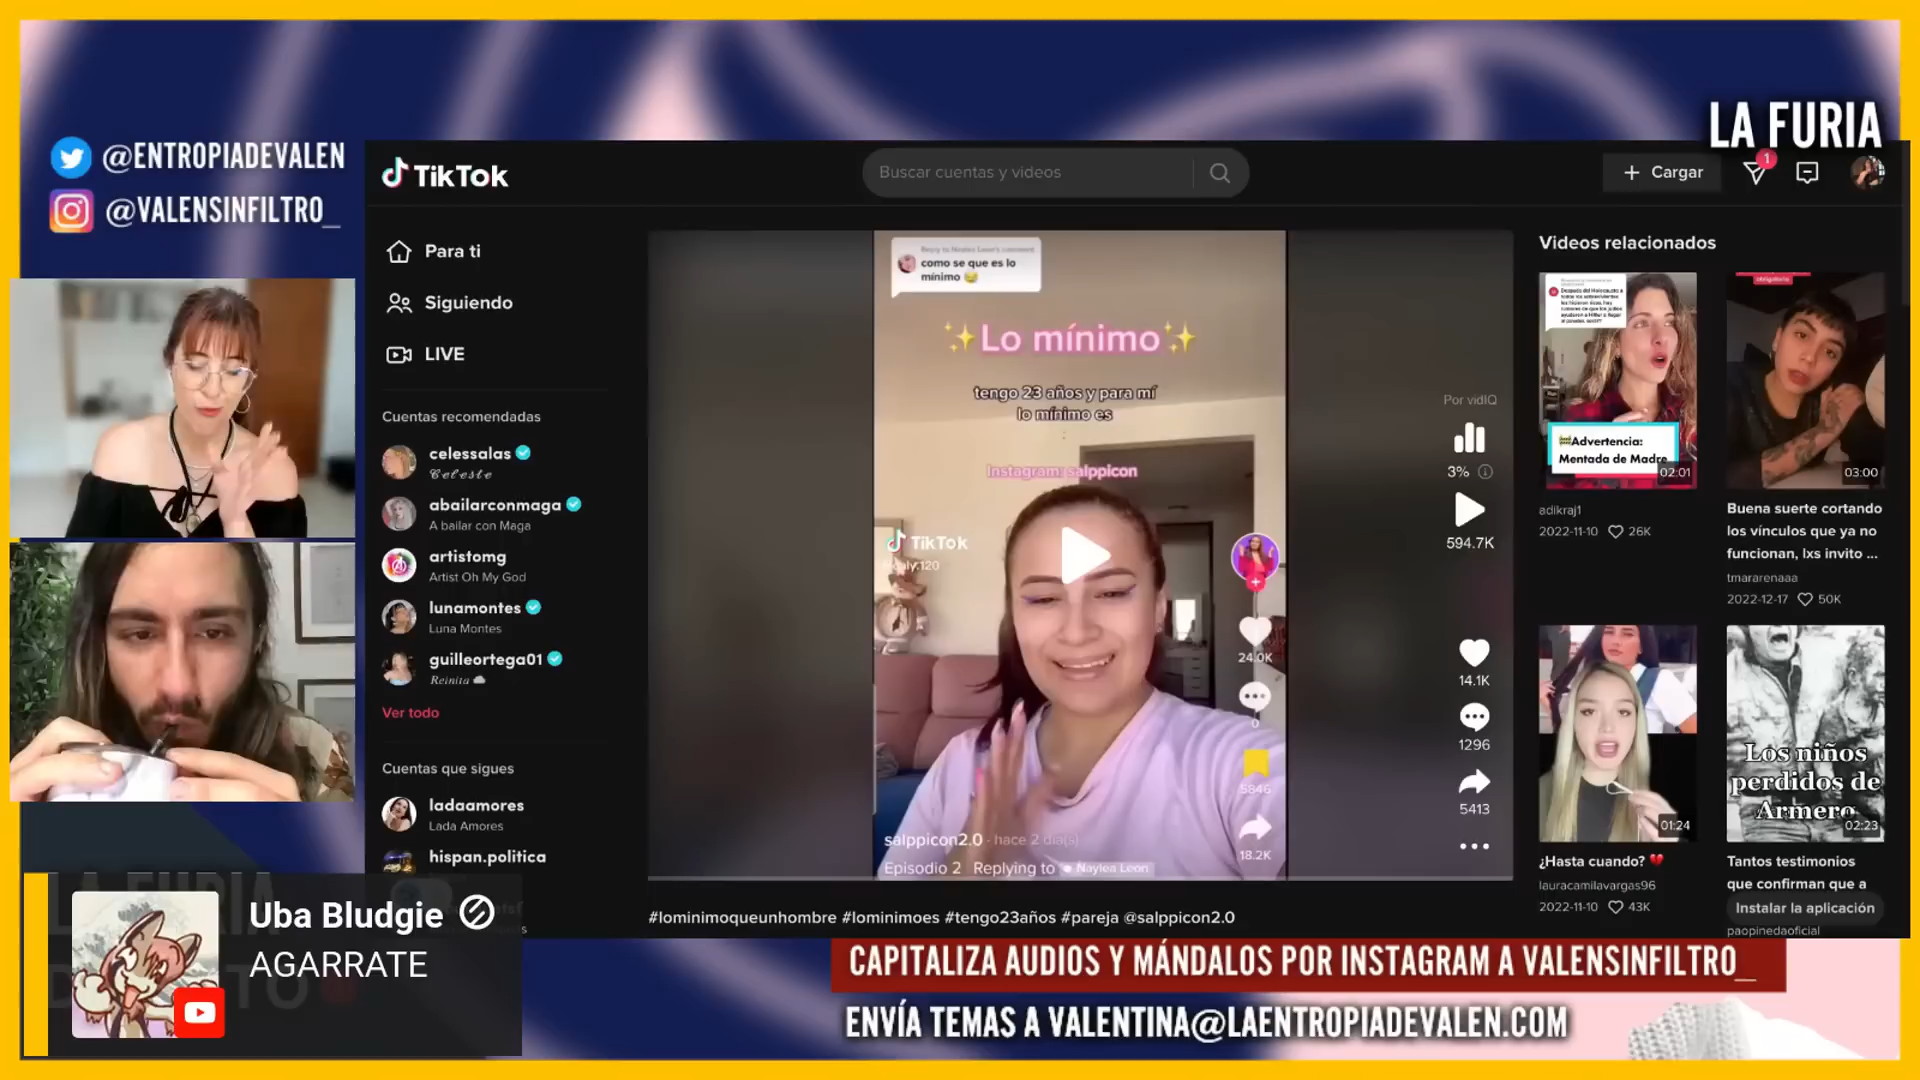 LA FURIA
@ENTROPIADEVALEN
@VALENSINFILTRO_
TikTok
Buscar cuentas y videos
Cargar
1
Para ti
Siguiendo
LIVE
Cuentas recomendadas
celessalas
Celeste
abailarconmaga
A bailar con Maga
artistomg
Artist Oh My God
lunamontes
Luna Montes
guilleortega01
Reinita
Ver todo
Cuentas que sigues
ladaamores
Lada Amores
hispan.politica
como se que es lo
mínimo 😂
✨Lo mínimo✨
tengo 23 años y para mí
lo mínimo es
Instagram: salppicon
TikTok
24.0K
0
5846
18.2K
salppicon2.0 · hace 2 día(s)
Episodio 2 Replying to Naylea Leon
Por vidIQ
3%
594.7K
14.1K
1296
5413
#lominimoqueunhombre #lominimoes #tengo23años #pareja @salppicon2.0
Videos relacionados
Advertencia:
Mentada de Madre
02:01
adikraj1
2022-11-10 26K
03:00
Buena suerte cortando
los vínculos que ya no
funcionan, lxs invito ...
tmararenaaa
2022-12-17 50K
01:24
¿Hasta cuando? 💔
lauracamilavargas96
2022-11-10 43K
Los niños
perdidos de
Armero
02:23
Tantos testimonios
que confirman que a
Instalar la aplicación
paopinedaoficial
Uba Bludgie
AGARRATE
CAPITALIZA AUDIOS Y MÁNDALOS POR INSTAGRAM A VALENSINFILTRO_
ENVÍA TEMAS A VALENTINA@LAENTROPIADEVALEN.COM